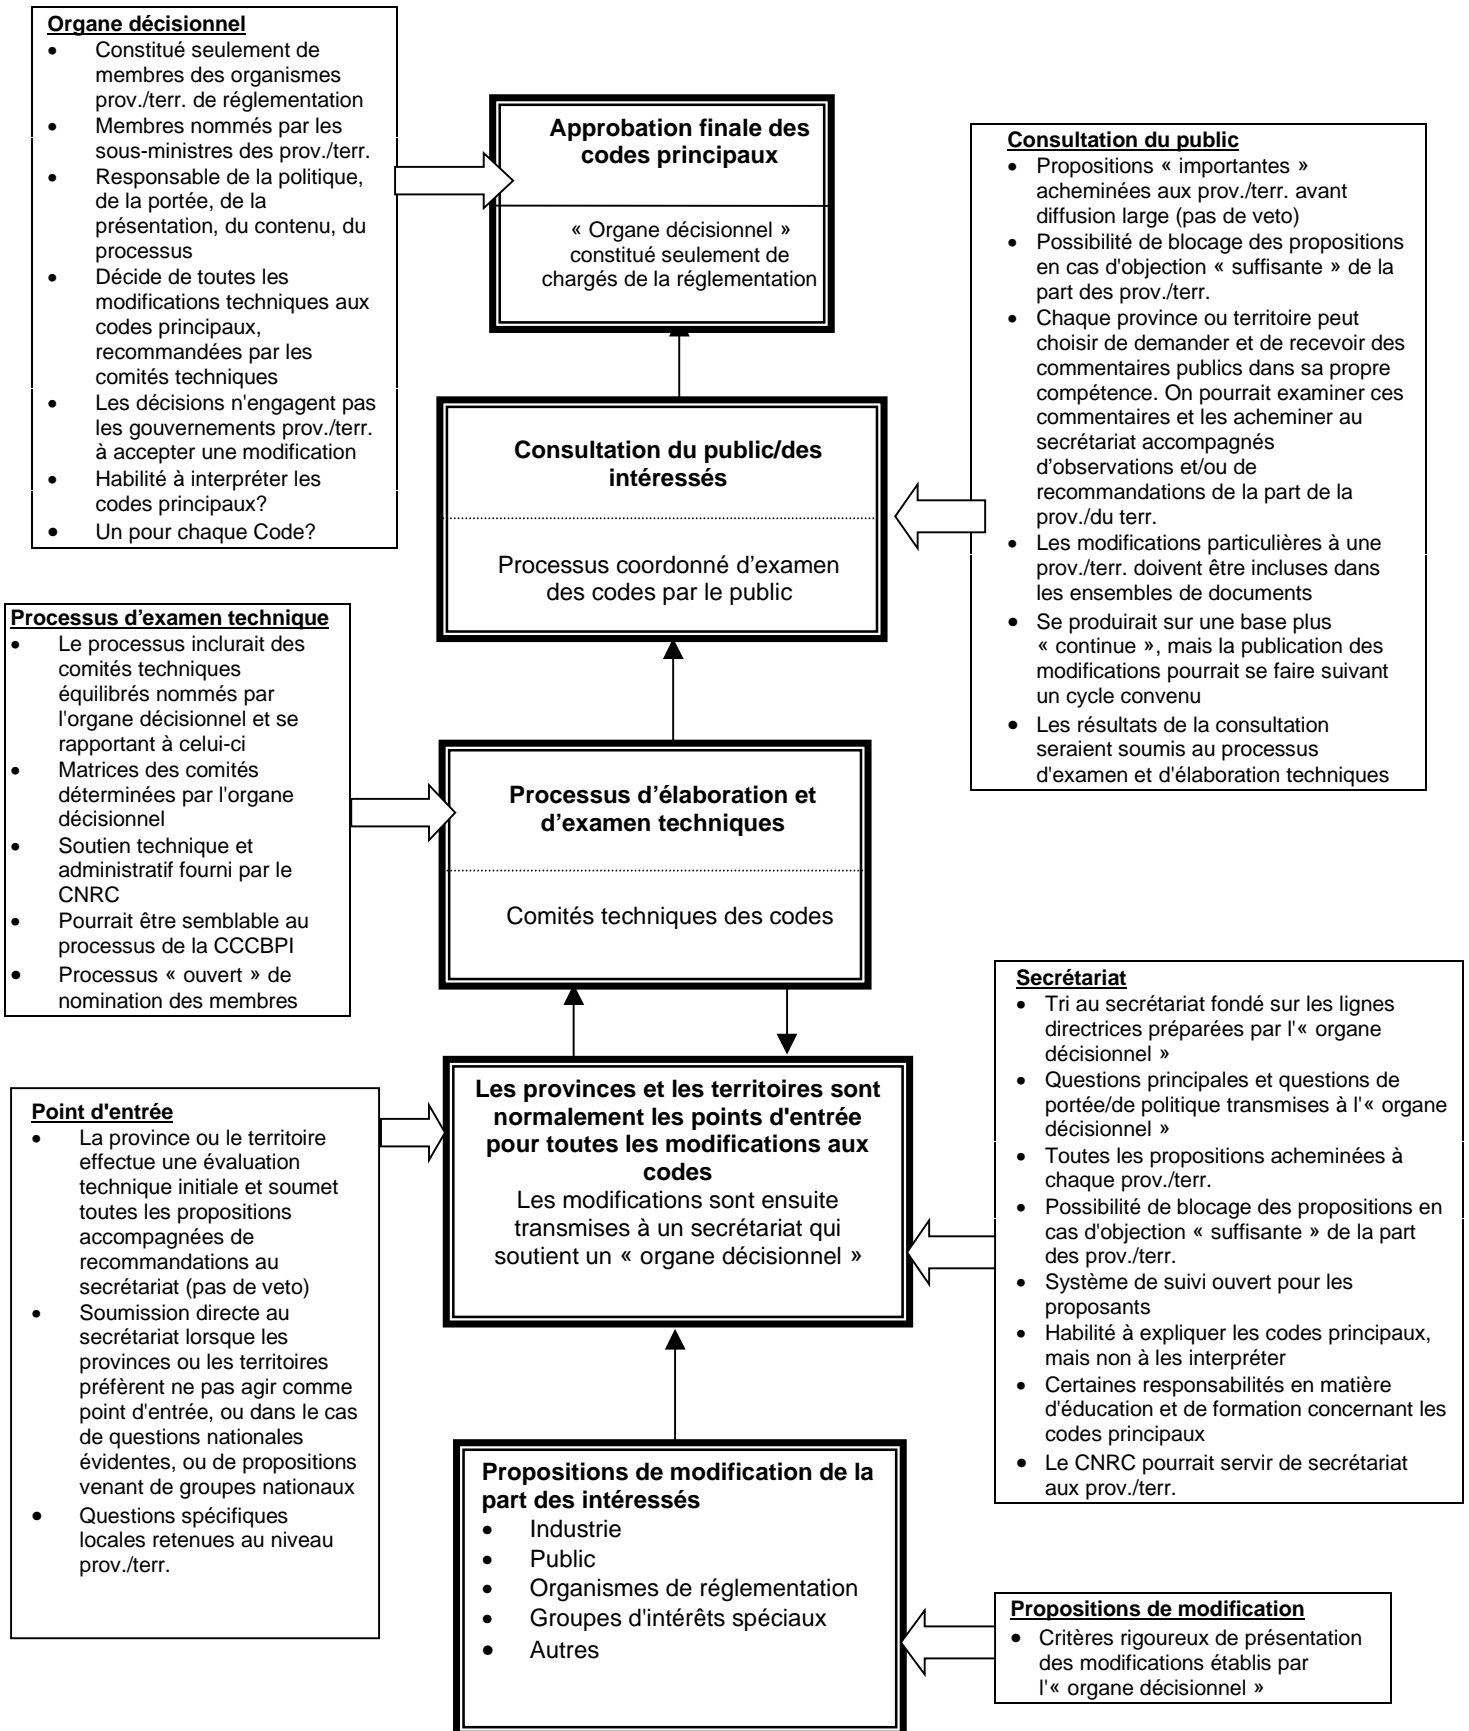 Organe décisionnel
• Constitué seulement de
membres des organismes
prov./terr. de réglementation
• Membres nommés par les
sous-ministres des prov./terr.
• Responsable de la politique,
de la portée, de la
présentation, du contenu, du
processus
• Décide de toutes les
modifications techniques aux
codes principaux,
recommandées par les
comités techniques
• Les décisions n'engagent pas
les gouvernements prov./terr.
à accepter une modification
• Habilité à interpréter les
codes principaux?
• Un pour chaque Code?
Approbation finale des
codes principaux
« Organe décisionnel »
constitué seulement de
chargés de la réglementation
Consultation du public
• Propositions « importantes »
acheminées aux prov./terr. avant
diffusion large (pas de veto)
• Possibilité de blocage des propositions
en cas d'objection « suffisante » de la
part des prov./terr.
• Chaque province ou territoire peut
choisir de demander et de recevoir des
commentaires publics dans sa propre
compétence. On pourrait examiner ces
commentaires et les acheminer au
secrétariat accompagnés
d'observations et/ou de
recommandations de la part de la
prov./du terr.
• Les modifications particulières à une
prov./terr. doivent être incluses dans
les ensembles de documents
• Se produirait sur une base plus
« continue », mais la publication des
modifications pourrait se faire suivant
un cycle convenu
• Les résultats de la consultation
seraient soumis au processus
d'examen et d'élaboration techniques
Consultation du public/des
intéressés
Processus coordonné d'examen
des codes par le public
Processus d'examen technique
• Le processus inclurait des
comités techniques
équilibrés nommés par
l'organe décisionnel et se
rapportant à celui-ci
• Matrices des comités
déterminées par l'organe
décisionnel
• Soutien technique et
administratif fourni par le
CNRC
• Pourrait être semblable au
processus de la CCCBPI
• Processus « ouvert » de
nomination des membres
Processus d'élaboration et
d'examen techniques
Comités techniques des codes
Secrétariat
• Tri au secrétariat fondé sur les lignes
directrices préparées par l'« organe
décisionnel »
• Questions principales et questions de
portée/de politique transmises à l'« organe
décisionnel »
• Toutes les propositions acheminées à
chaque prov./terr.
• Possibilité de blocage des propositions en
cas d'objection « suffisante » de la part
des prov./terr.
• Système de suivi ouvert pour les
proposants
• Habilité à expliquer les codes principaux,
mais non à les interpréter
• Certaines responsabilités en matière
d'éducation et de formation concernant les
codes principaux
• Le CNRC pourrait servir de secrétariat
aux prov./terr.
Les provinces et les territoires sont
normalement les points d'entrée
pour toutes les modifications aux
codes
Les modifications sont ensuite
transmises à un secrétariat qui
soutient un « organe décisionnel »
Point d'entrée
• La province ou le territoire
effectue une évaluation
technique initiale et soumet
toutes les propositions
accompagnées de
recommandations au
secrétariat (pas de veto)
• Soumission directe au
secrétariat lorsque les
provinces ou les territoires
préfèrent ne pas agir comme
point d'entrée, ou dans le cas
de questions nationales
évidentes, ou de propositions
venant de groupes nationaux
• Questions spécifiques
locales retenues au niveau
prov./terr.
Propositions de modification de la
part des intéressés
• Industrie
• Public
• Organismes de réglementation
• Groupes d'intérêts spéciaux
• Autres
Propositions de modification
• Critères rigoureux de présentation
des modifications établis par
l'« organe décisionnel »